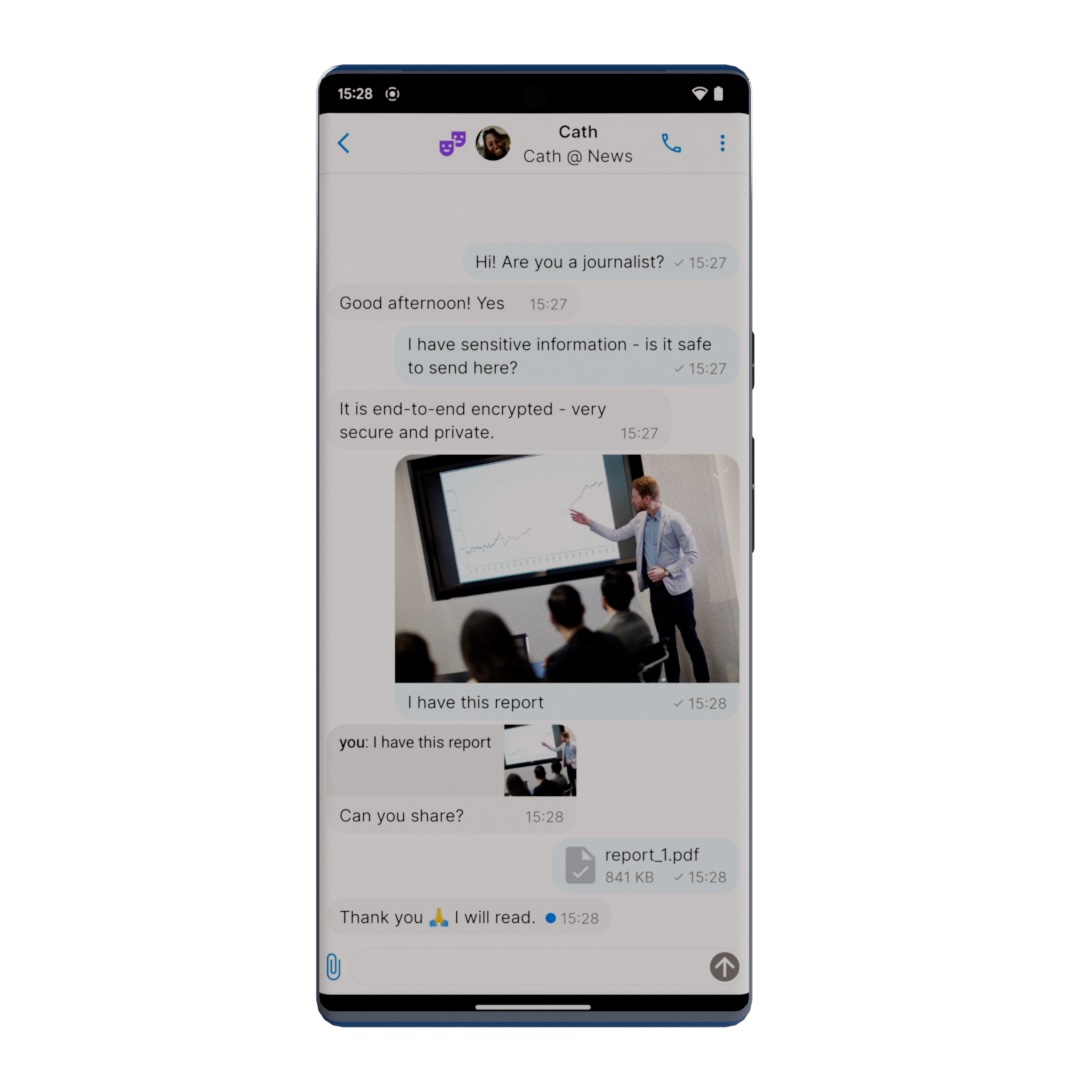 15:28
Cath
Cath @ News
Hi! Are you a journalist? 15:27
Good afternoon! Yes 15:27
I have sensitive information - is it safe
to send here? 15:27
It is end-to-end encrypted - very
secure and private. 15:27
I have this report 15:28
you: I have this report
Can you share? 15:28
report_1.pdf
841 KB 15:28
Thank you 🙏 I will read. 15:28